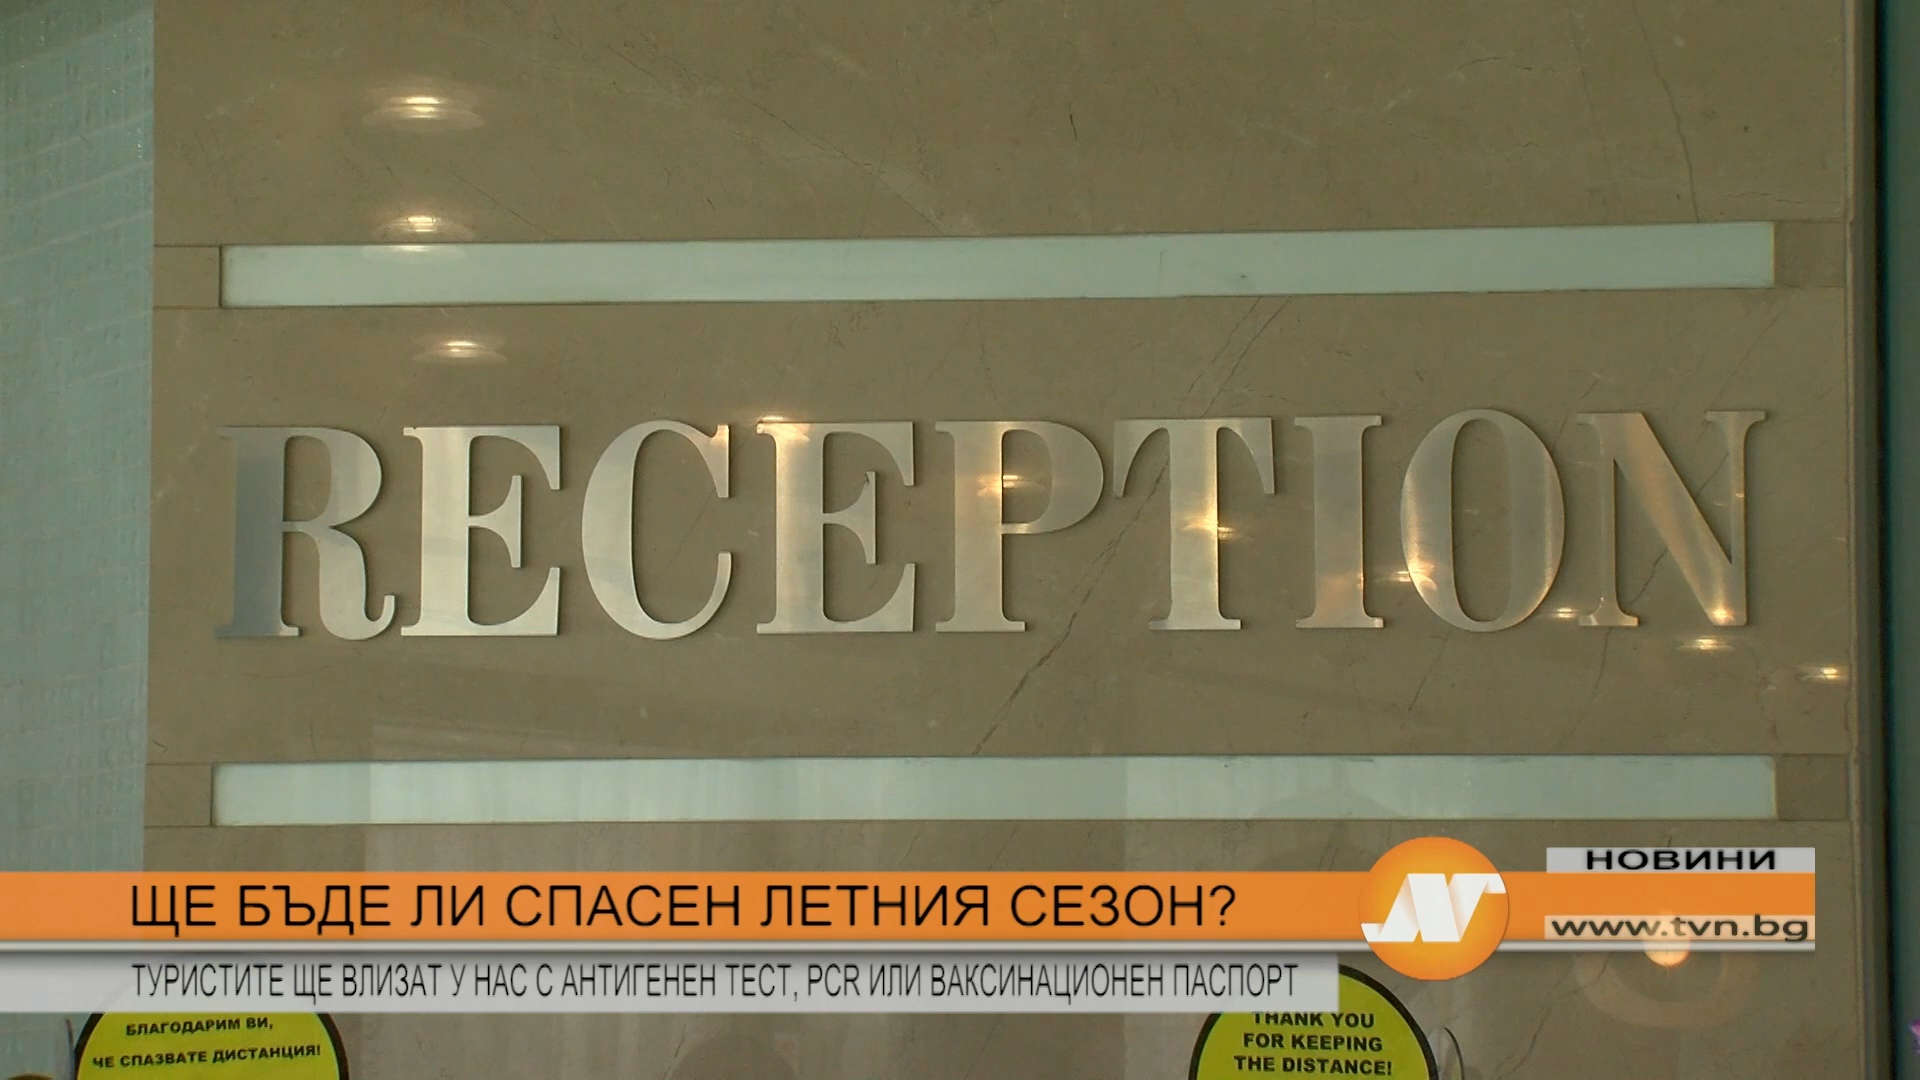 RECEPTION
НОВИНИ
ЩЕ БЪДЕ ЛИ СПАСЕН ЛЕТНИЯ СЕЗОН?
www.tvn.bg
ТУРИСТИТЕ ЩЕ ВЛИЗАТ У НАС С АНТИГЕНЕН ТЕСТ, PCR ИЛИ ВАКСИНАЦИОНЕН ПАСПОРТ
БЛАГОДАРИМ ВИ,
ЧЕ СПАЗВАТЕ ДИСТАНЦИЯ!
THANK YOU
FOR KEEPING
THE DISTANCE!